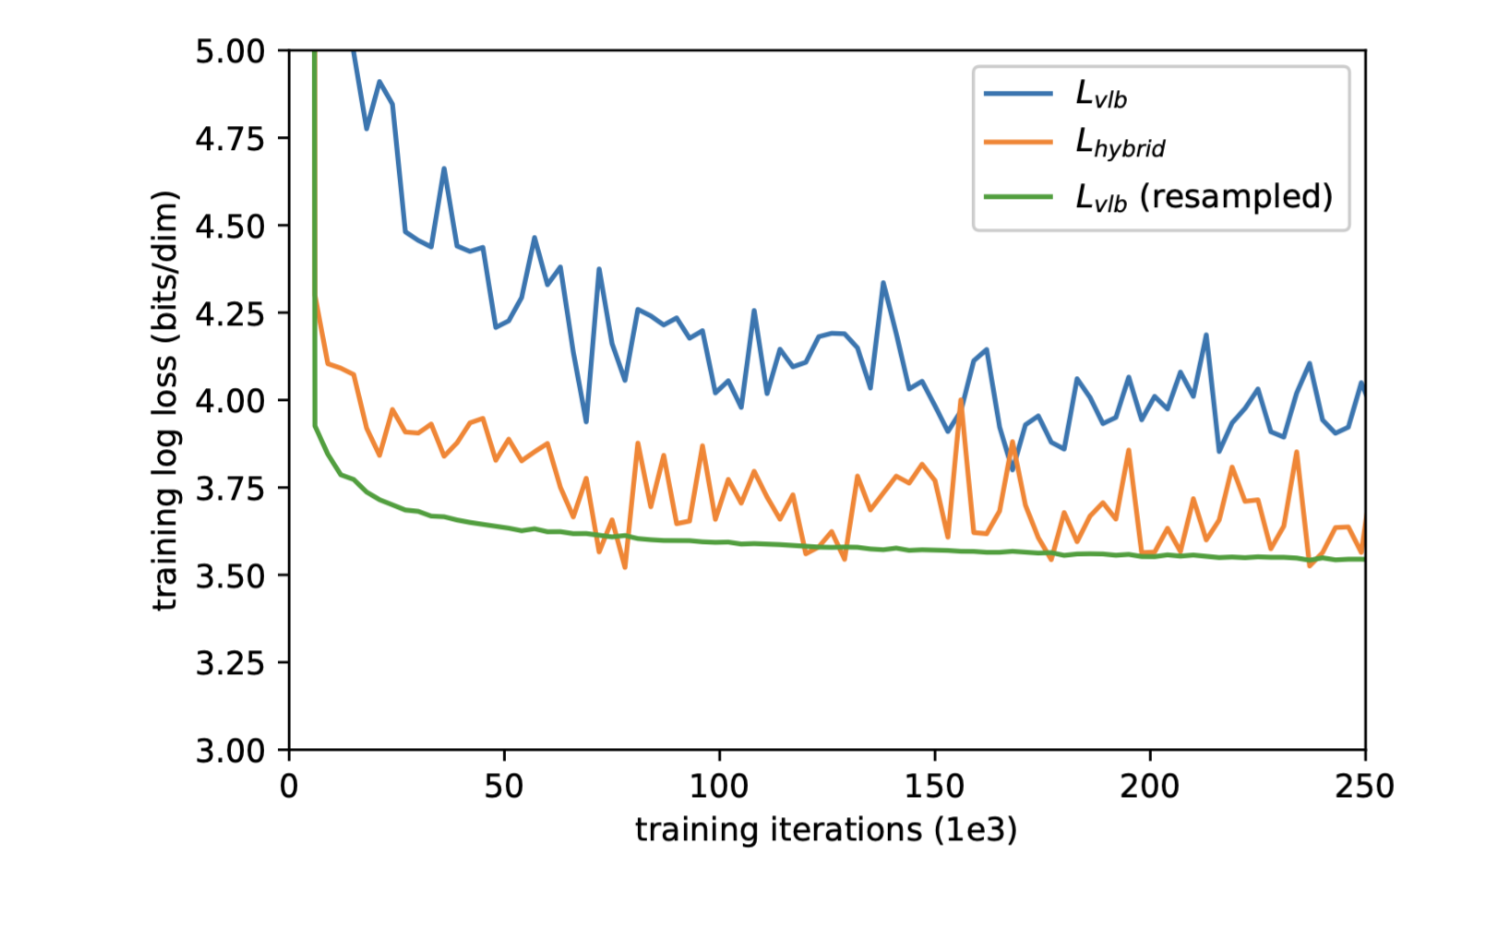 5.00
4.75
4.50
4.25
4.00
3.75
3.50
3.25
3.00
training log loss (bits/dim)
0 50 100 150 200 250
training iterations (1e3)
L_vlb
L_hybrid
L_vlb (resampled)